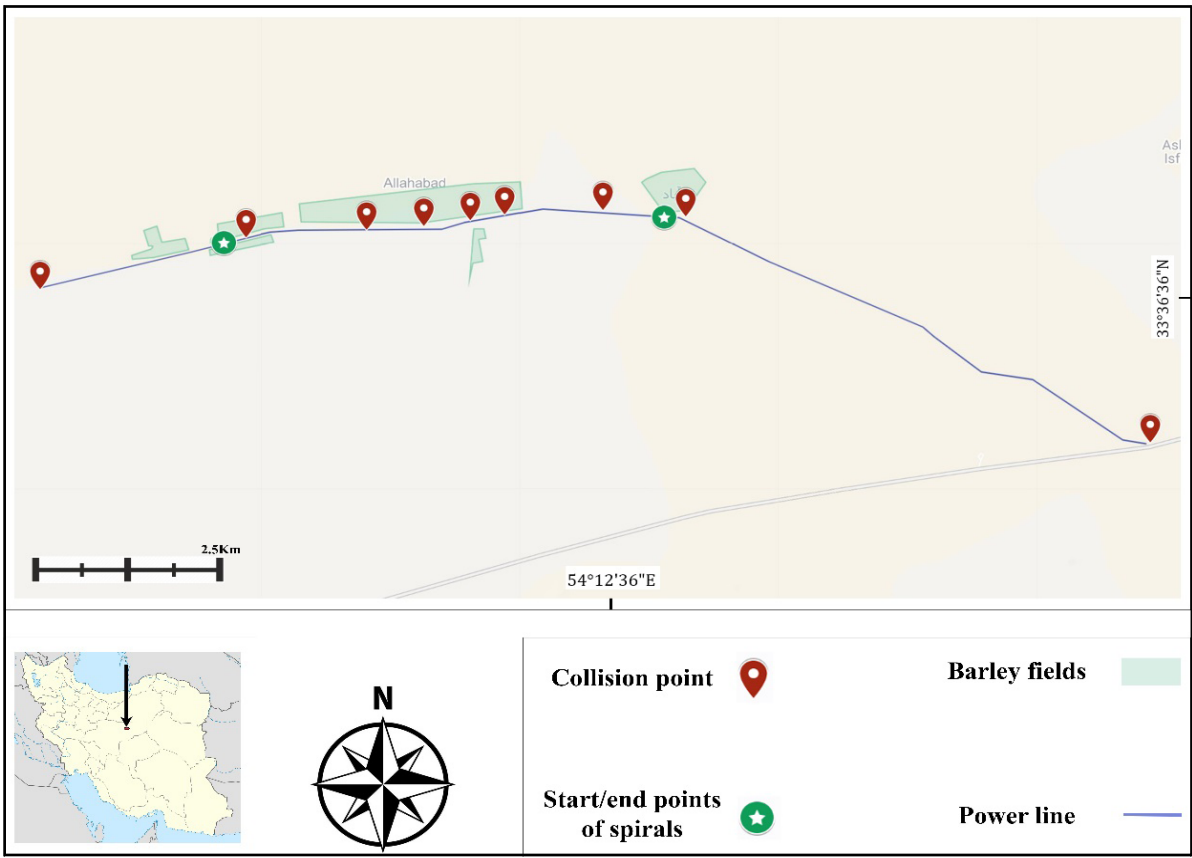 Allahabad
Asl
Isf
33°36'36"N
2.5Km
54°12'36"E
N
Collision point
Barley fields
Start/end points
of spirals
Power line